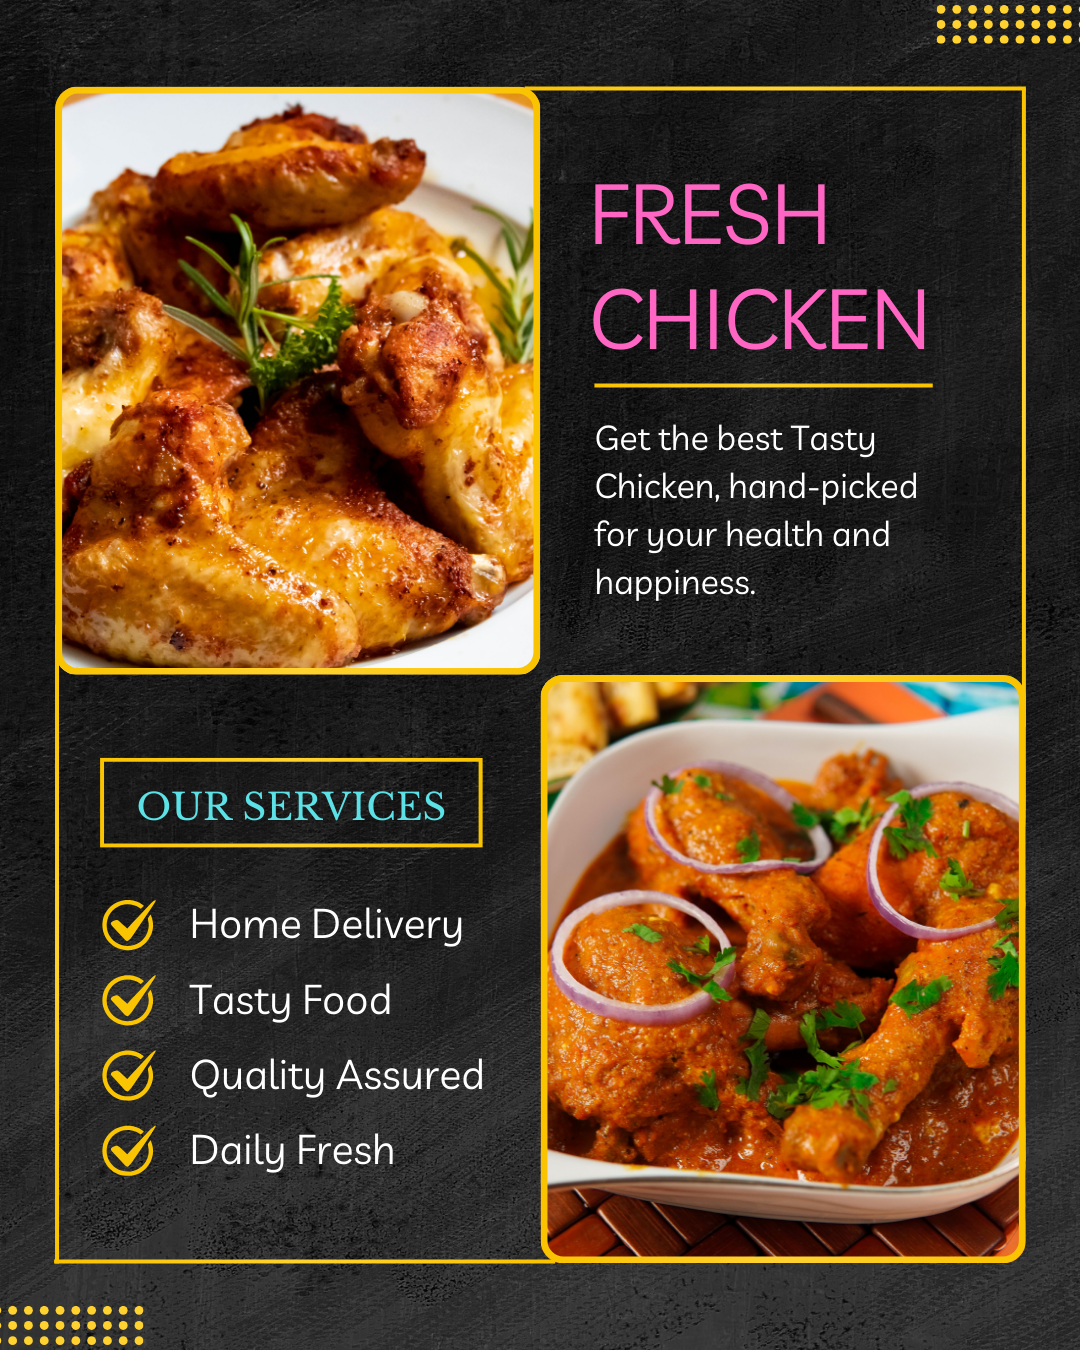 FRESH
CHICKEN
Get the best Tasty
Chicken, hand-picked
for your health and
happiness.
OUR SERVICES
Home Delivery
Tasty Food
Quality Assured
Daily Fresh